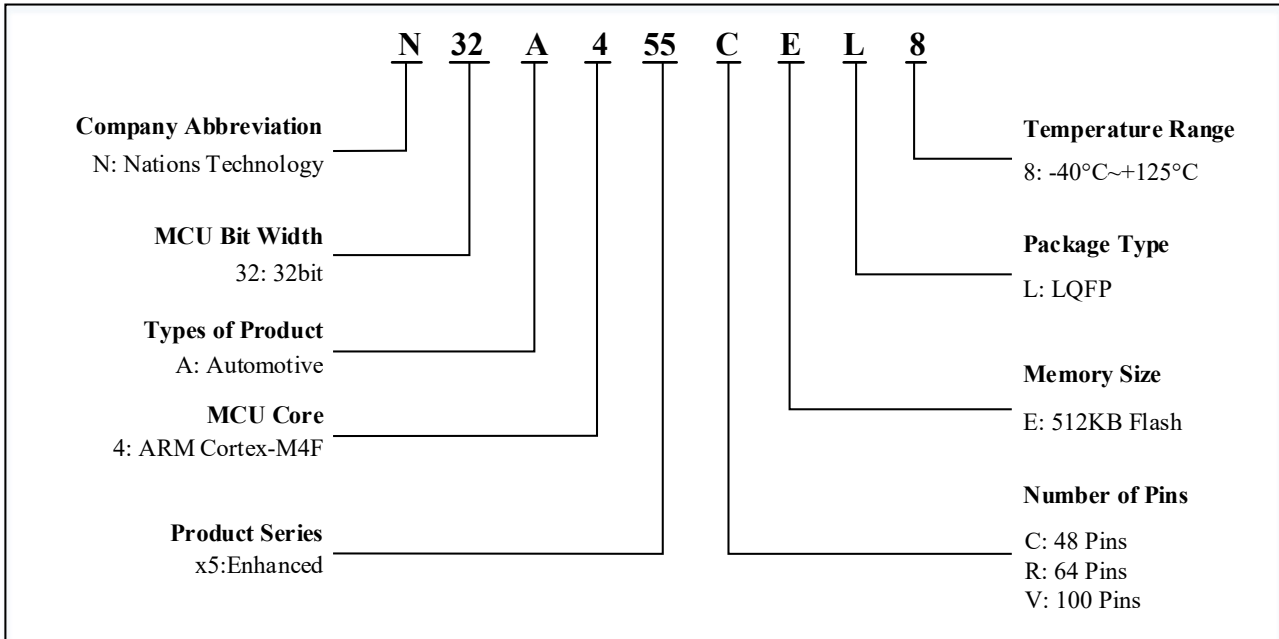 N 32 A 4 55 C E L 8
Company Abbreviation
N: Nations Technology
MCU Bit Width
32: 32bit
Types of Product
A: Automotive
MCU Core
4: ARM Cortex-M4F
Product Series
x5:Enhanced
Temperature Range
8: -40°C~+125°C
Package Type
L: LQFP
Memory Size
E: 512KB Flash
Number of Pins
C: 48 Pins
R: 64 Pins
V: 100 Pins